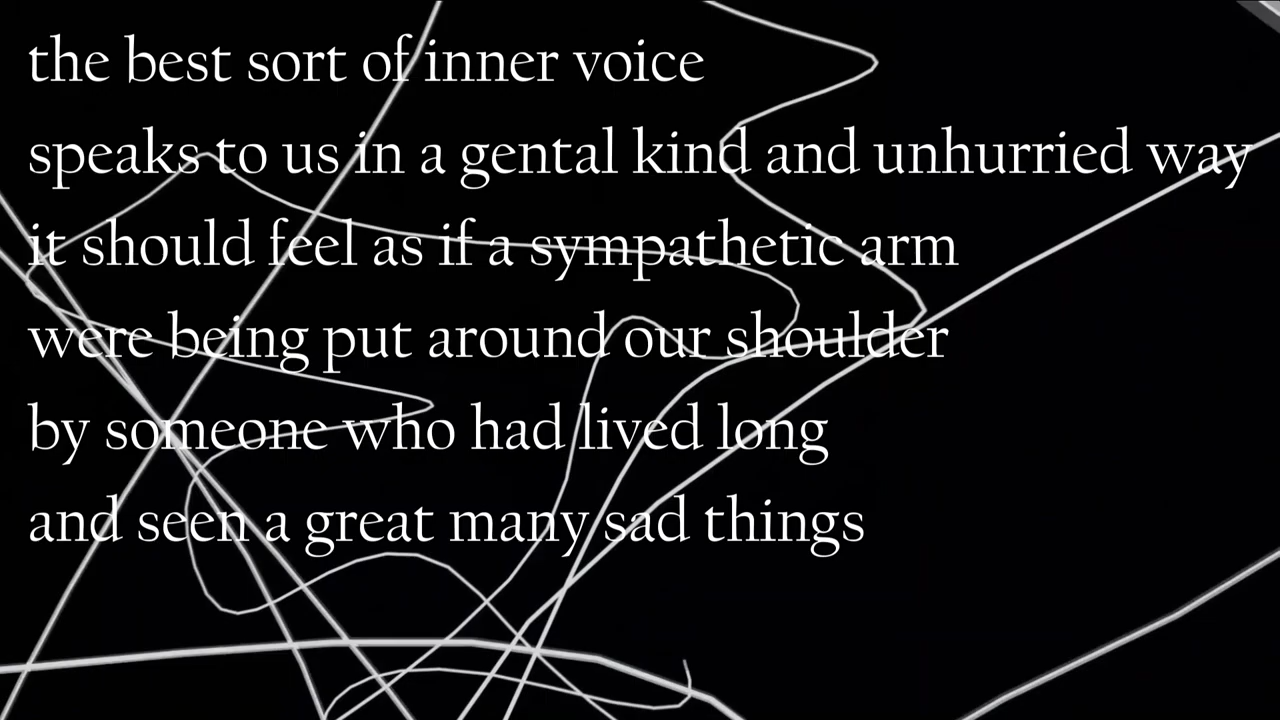 the best sort of inner voice
speaks to us in a gental kind and unhurried way
it should feel as if a sympathetic arm
were being put around our shoulder
by someone who had lived long
and seen a great many sad things